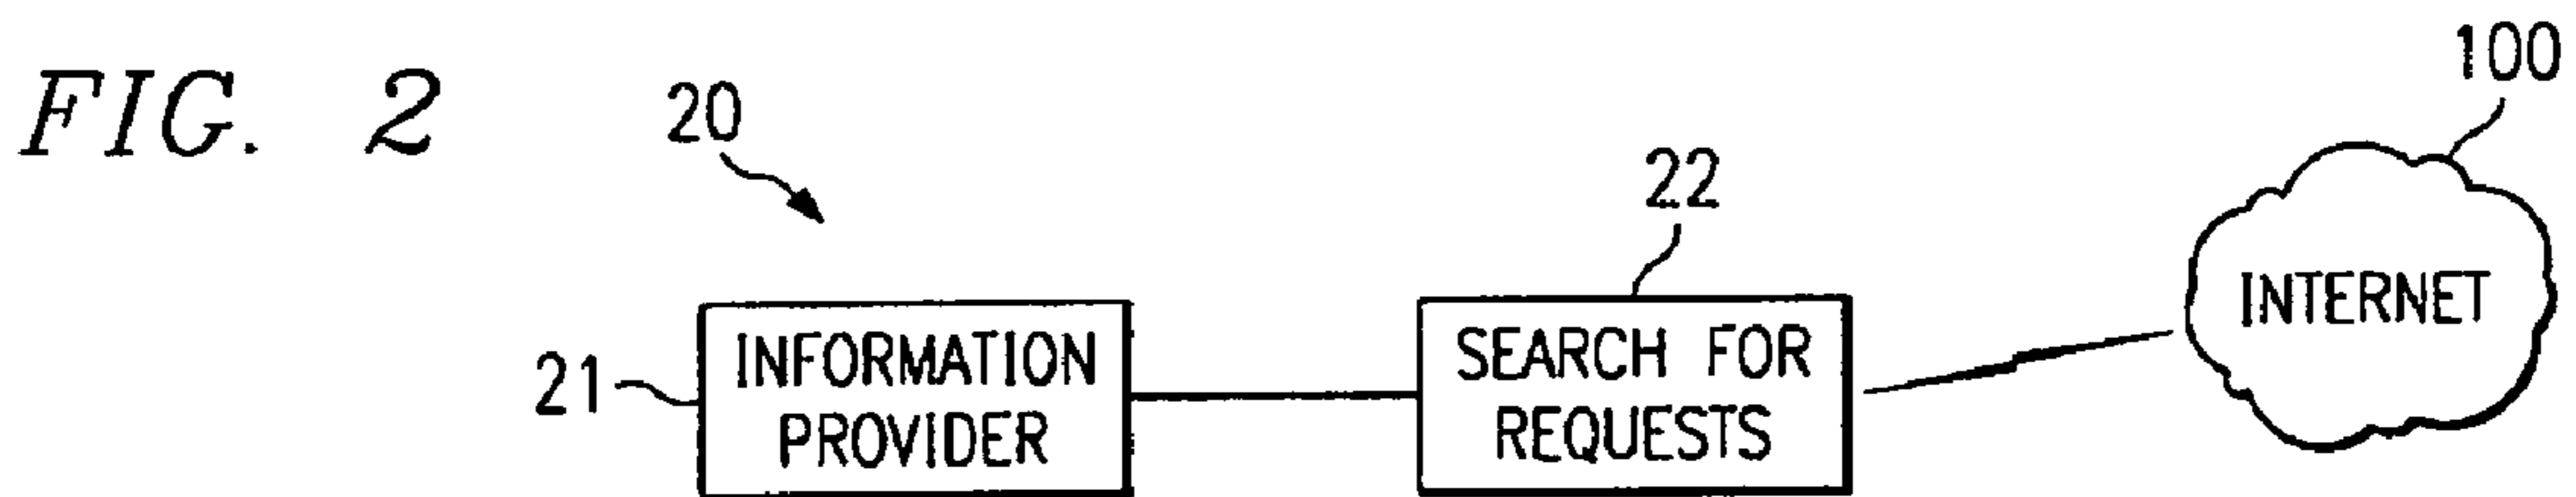 FIG. 2
20
100
22
21
INFORMATION
PROVIDER
SEARCH FOR
REQUESTS
INTERNET